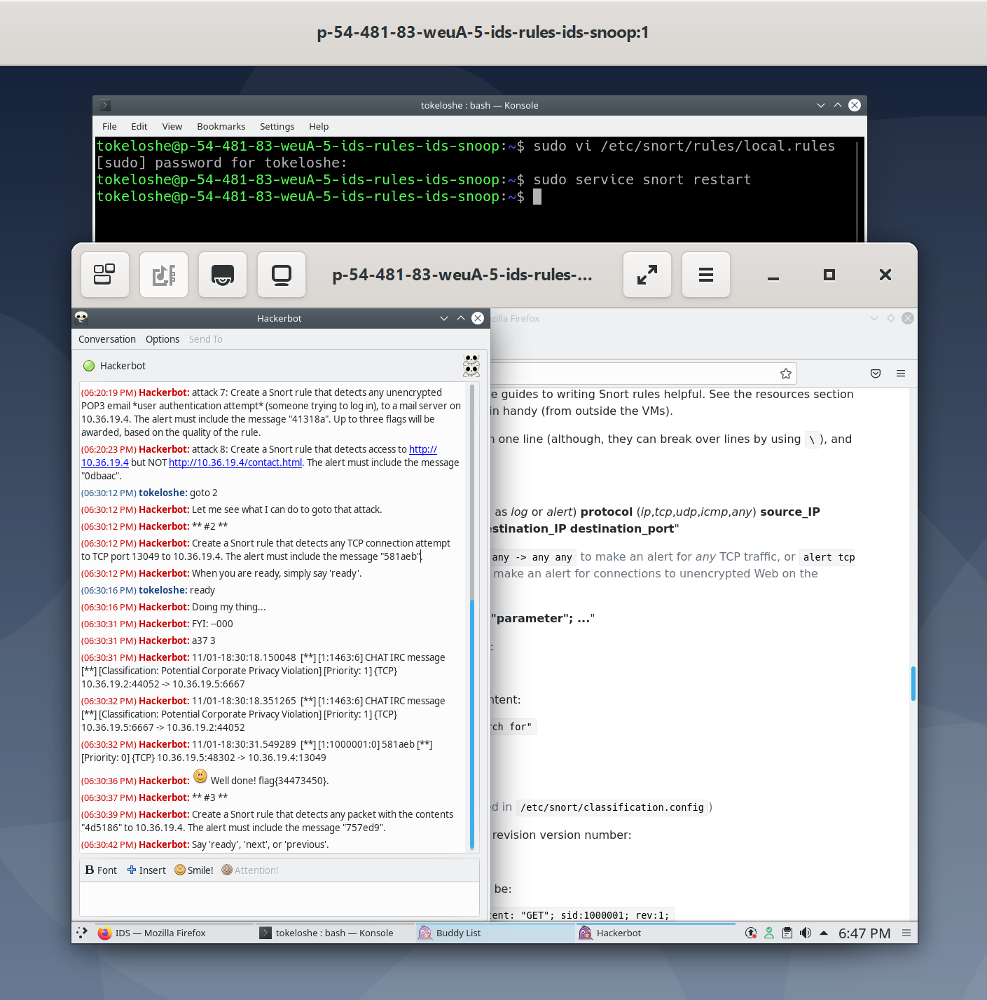 p-54-481-83-weuA-5-ids-rules-ids-snoop:1
tokeloshe : bash — Konsole
File Edit View Bookmarks Settings Help
tokeloshe@p-54-481-83-weuA-5-ids-rules-ids-snoop:~$ sudo vi /etc/snort/rules/local.rules
[sudo] password for tokeloshe:
tokeloshe@p-54-481-83-weuA-5-ids-rules-ids-snoop:~$ sudo service snort restart
tokeloshe@p-54-481-83-weuA-5-ids-rules-ids-snoop:~$
p-54-481-83-weuA-5-ids-rules-...
Hackerbot
Conversation Options Send To
Hackerbot
(06:20:19 PM) Hackerbot: attack 7: Create a Snort rule that detects any unencrypted
POP3 email *user authentication attempt* (someone trying to log in), to a mail server on
10.36.19.4. The alert must include the message "41318a". Up to three flags will be
awarded, based on the quality of the rule.
(06:20:23 PM) Hackerbot: attack 8: Create a Snort rule that detects access to http://
10.36.19.4 but NOT http://10.36.19.4/contact.html. The alert must include the message
"0dbaac".
(06:30:12 PM) tokeloshe: goto 2
(06:30:12 PM) Hackerbot: Let me see what I can do to goto that attack.
(06:30:12 PM) Hackerbot: ** #2 **
(06:30:12 PM) Hackerbot: Create a Snort rule that detects any TCP connection attempt
to TCP port 13049 to 10.36.19.4. The alert must include the message "581aeb".
(06:30:12 PM) Hackerbot: When you are ready, simply say 'ready'.
(06:30:16 PM) tokeloshe: ready
(06:30:16 PM) Hackerbot: Doing my thing...
(06:30:31 PM) Hackerbot: FYI: --000
(06:30:31 PM) Hackerbot: a37 3
(06:30:31 PM) Hackerbot: 11/01-18:30:18.150048 [**] [1:1463:6] CHAT IRC message
[**] [Classification: Potential Corporate Privacy Violation] [Priority: 1] {TCP}
10.36.19.2:44052 -> 10.36.19.5:6667
(06:30:32 PM) Hackerbot: 11/01-18:30:18.351265 [**] [1:1463:6] CHAT IRC message
[**] [Classification: Potential Corporate Privacy Violation] [Priority: 1] {TCP}
10.36.19.5:6667 -> 10.36.19.2:44052
(06:30:32 PM) Hackerbot: 11/01-18:30:31.549289 [**] [1:1000001:0] 581aeb [**]
[Priority: 0] {TCP} 10.36.19.5:48302 -> 10.36.19.4:13049
(06:30:36 PM) Hackerbot: Well done! flag{34473450}.
(06:30:37 PM) Hackerbot: ** #3 **
(06:30:39 PM) Hackerbot: Create a Snort rule that detects any packet with the contents
"4d5186" to 10.36.19.4. The alert must include the message "757ed9".
(06:30:42 PM) Hackerbot: Say 'ready', 'next', or 'previous'.
B Font Insert Smile! Attention!
zilla Firefox
e guides to writing Snort rules helpful. See the resources section
in handy (from outside the VMs).
n one line (although, they can break over lines by using \ ), and
as log or alert) protocol (ip,tcp,udp,icmp,any) source_IP
estination_IP destination_port"
any -> any any to make an alert for any TCP traffic, or alert tcp
make an alert for connections to unencrypted Web on the
"parameter"; ..."
:
ntent:
rch for"
ed in /etc/snort/classification.config )
revision version number:
be:
tent: "GET"; sid:1000001; rev:1;
IDS — Mozilla Firefox
tokeloshe : bash — Konsole
Buddy List
Hackerbot
6:47 PM